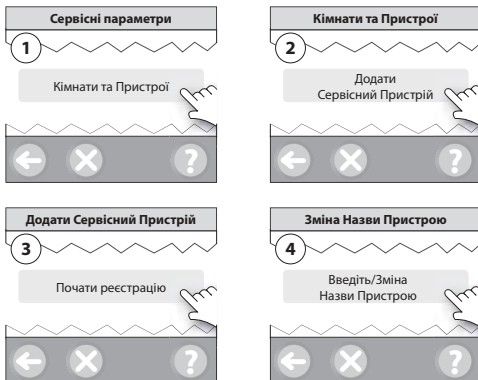 Сервісні параметри
1
Кімнати та Пристрої
?
Кімнати та Пристрої
2
Додати
Сервісний Пристрій
?
Додати Сервісний Пристрій
3
Почати реєстрацію
?
Зміна Назви Пристрою
4
Введіть/Зміна
Назви Пристрою
?